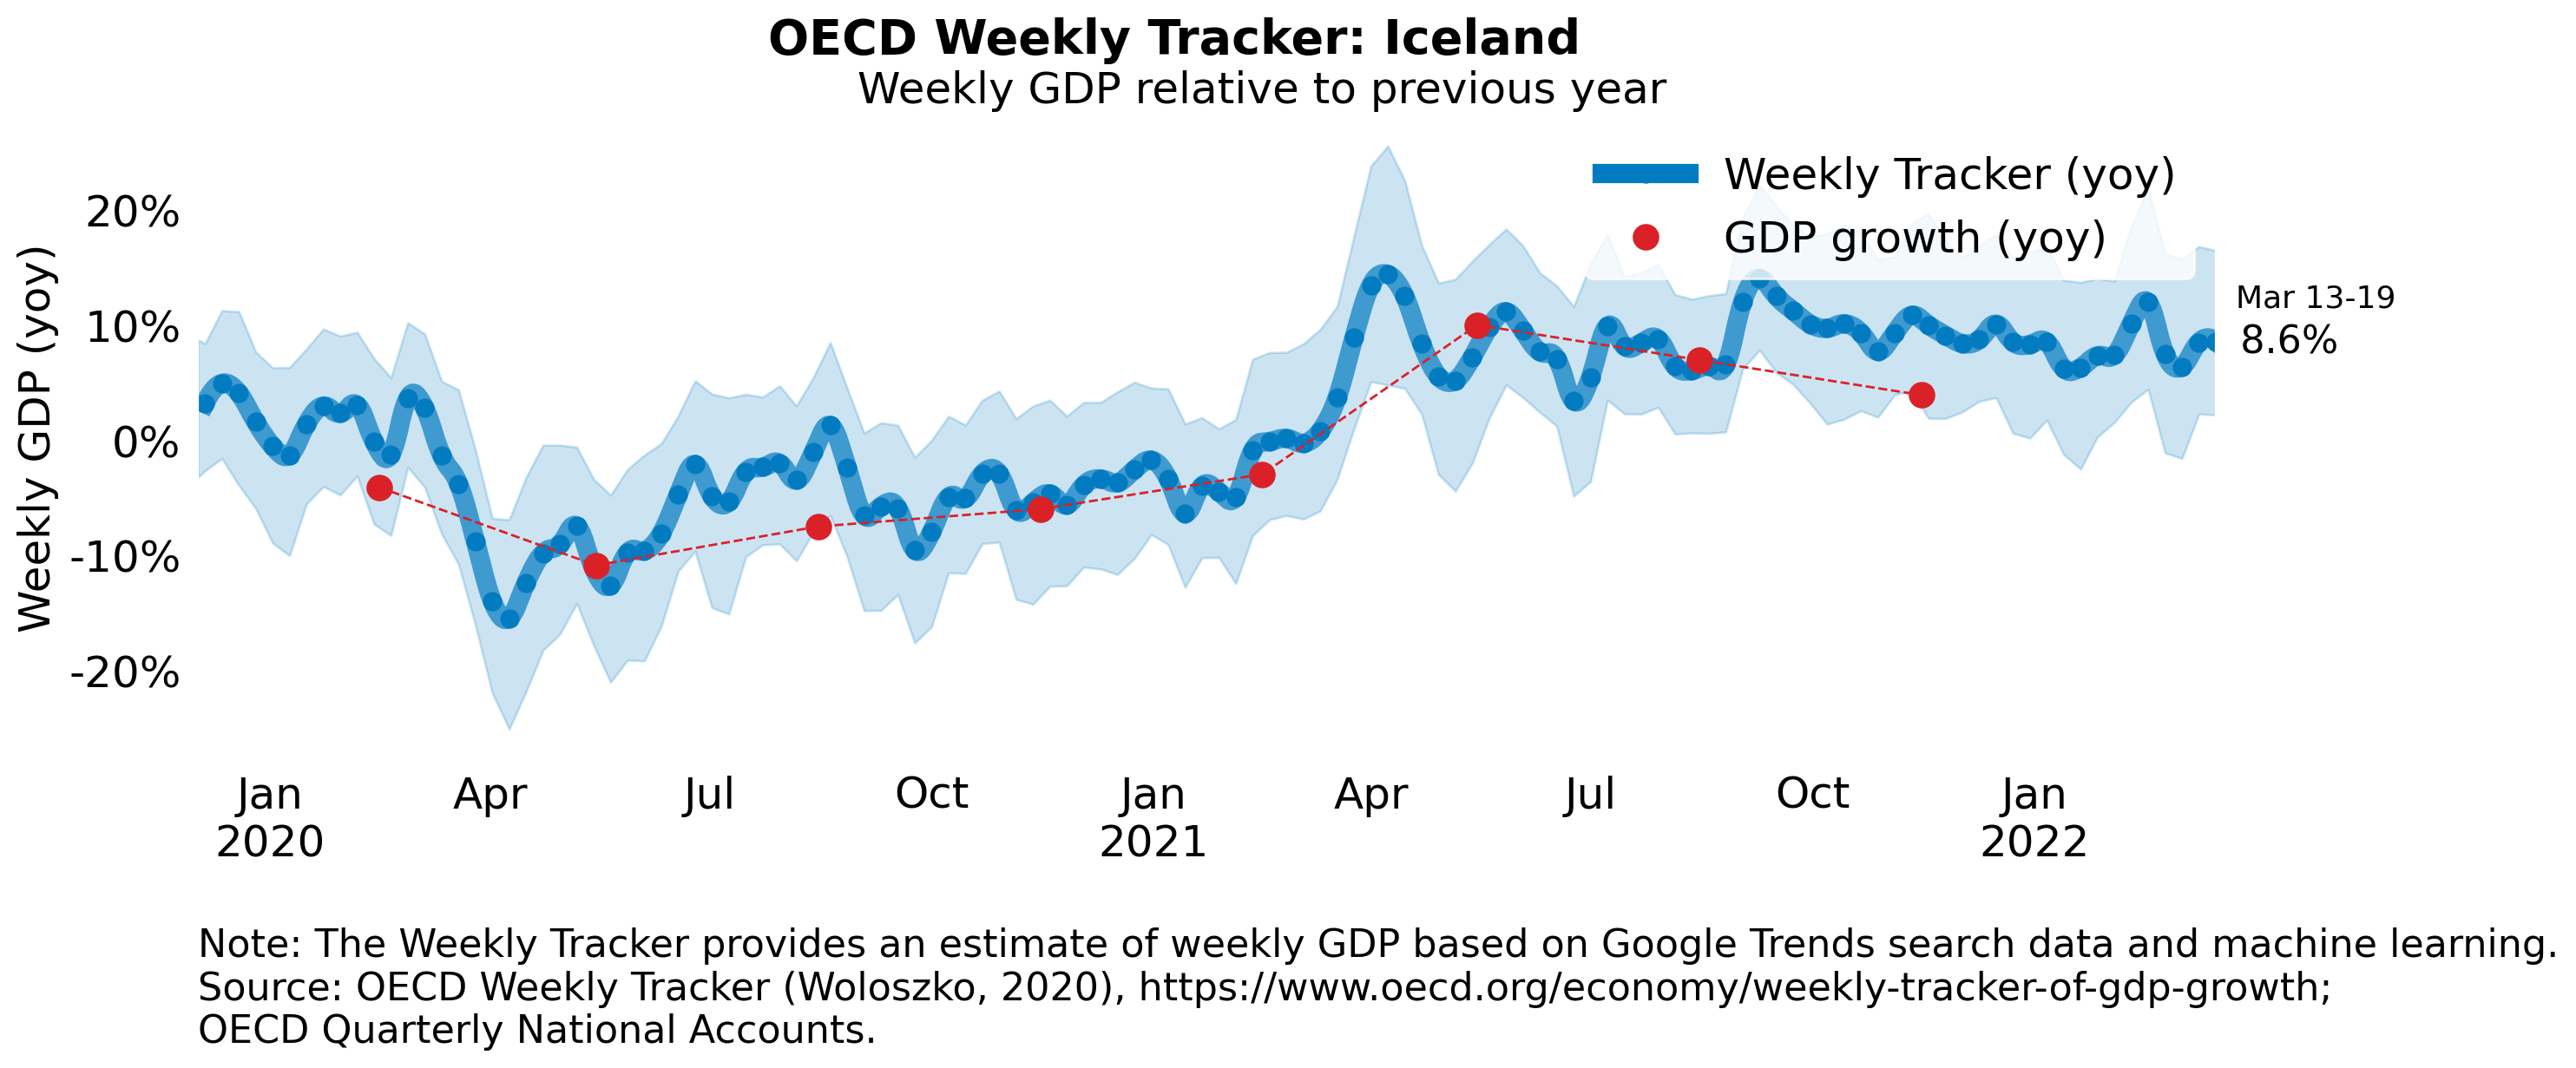 OECD Weekly Tracker: Iceland
Weekly GDP relative to previous year
Weekly Tracker (yoy)
GDP growth (yoy)
Weekly GDP (yoy)
20%
10%
0%
-10%
-20%
Mar 13-19
8.6%
Jan Apr Jul Oct Jan Apr Jul Oct Jan
2020 2021 2022
Note: The Weekly Tracker provides an estimate of weekly GDP based on Google Trends search data and machine learning.
Source: OECD Weekly Tracker (Woloszko, 2020), https://www.oecd.org/economy/weekly-tracker-of-gdp-growth;
OECD Quarterly National Accounts.